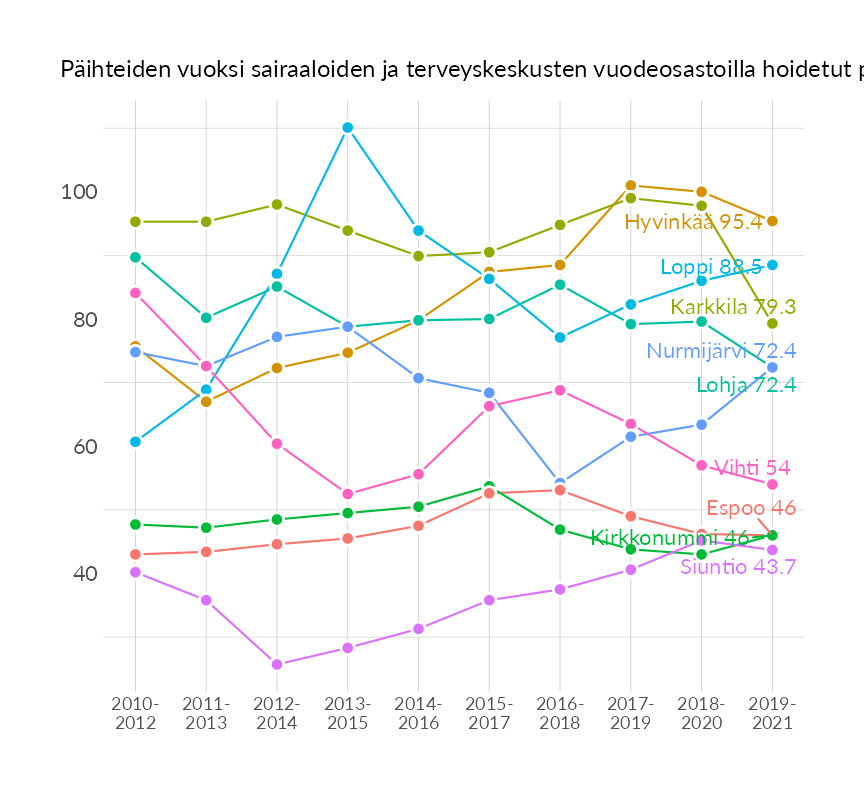 Päihteiden vuoksi sairaaloiden ja terveyskeskusten vuodeosastoilla hoidetut
100
80
60
40
Hyvinkää 95.4
Loppi 88.5
Karkkila 79.3
Nurmijärvi 72.4
Lohja 72.4
Vihti 54
Espoo 46
Kirkkonummi 46
Siuntio 43.7
2010- 2011- 2012- 2013- 2014- 2015- 2016- 2017- 2018- 2019-
2012 2013 2014 2015 2016 2017 2018 2019 2020 2021